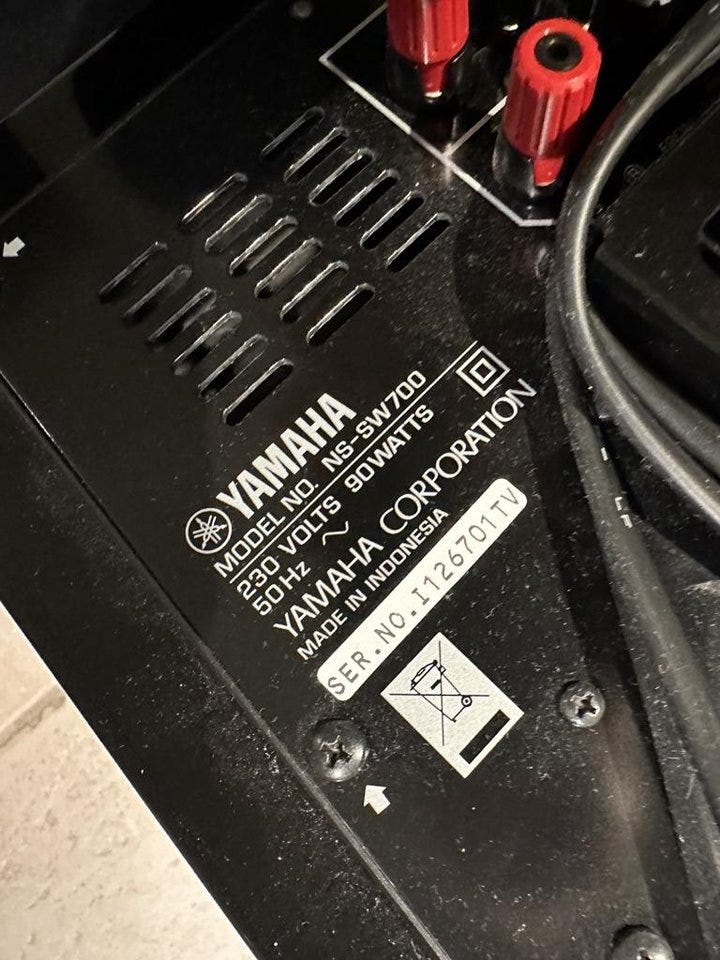 YAMAHA
MODEL NO. NS-SW700
230 VOLTS 90WATTS
50Hz ～
YAMAHA CORPORATION
MADE IN INDONESIA
SER.NO.I126701TV